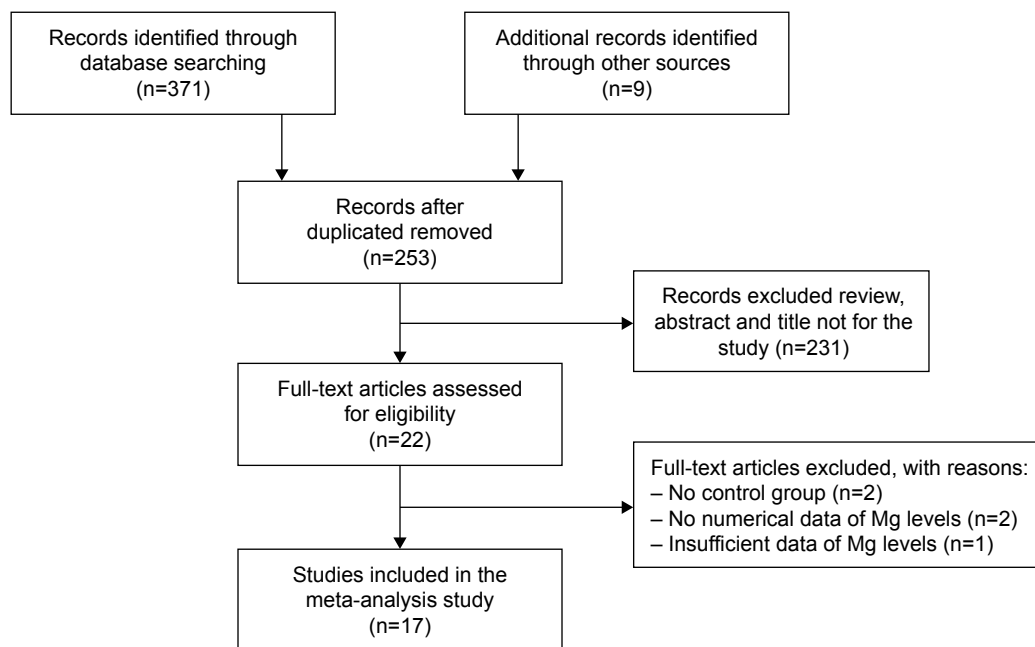 Records identified through
database searching
(n=371)
Additional records identified
through other sources
(n=9)
Records after
duplicated removed
(n=253)
Records excluded review,
abstract and title not for the
study (n=231)
Full-text articles assessed
for eligibility
(n=22)
Full-text articles excluded, with reasons:
– No control group (n=2)
– No numerical data of Mg levels (n=2)
– Insufficient data of Mg levels (n=1)
Studies included in the
meta-analysis study
(n=17)